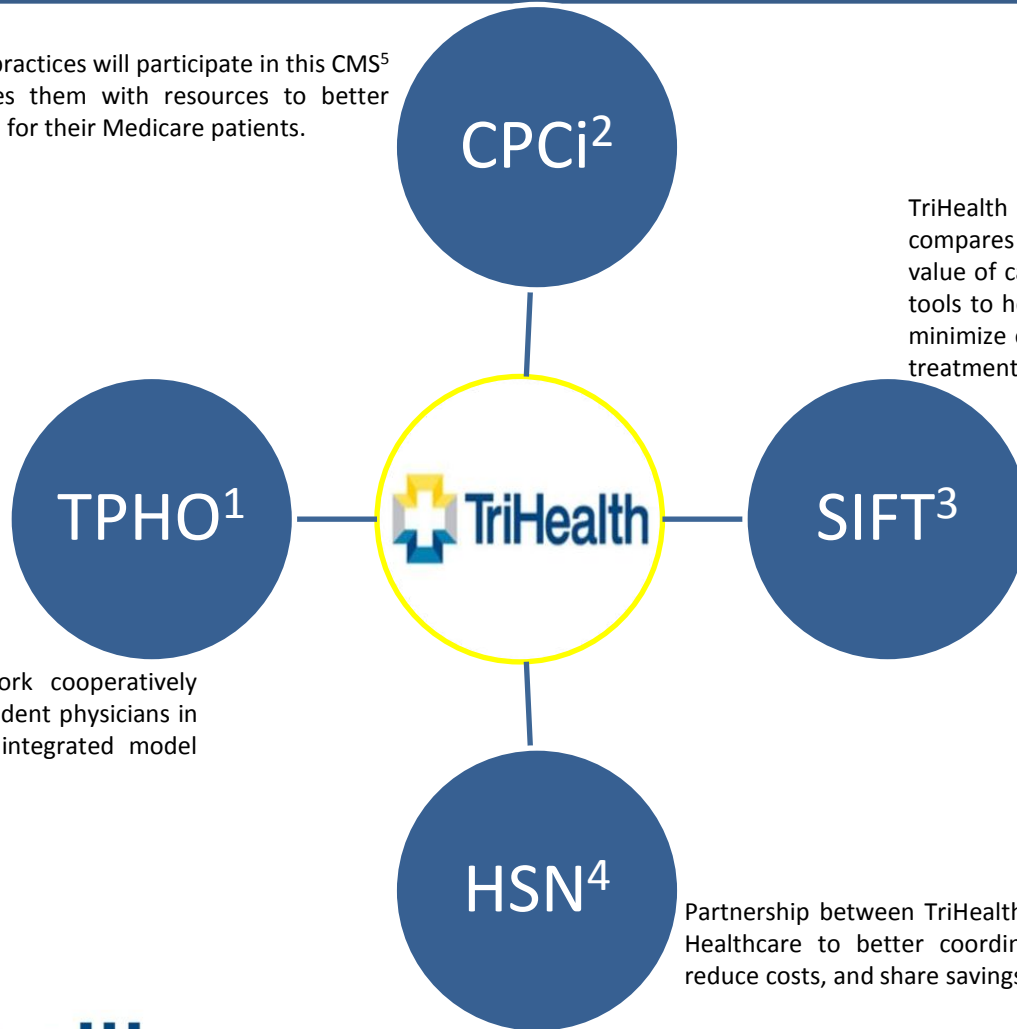 practices will participate in this CMS⁵
es them with resources to better
for their Medicare patients.
CPCi²
TriHealth
compares
value of ca
tools to he
minimize
treatment
TPHO¹
TriHealth
SIFT³
ork cooperatively
dent physicians in
integrated model
HSN⁴
Partnership between TriHealth
Healthcare to better coordin
reduce costs, and share savings